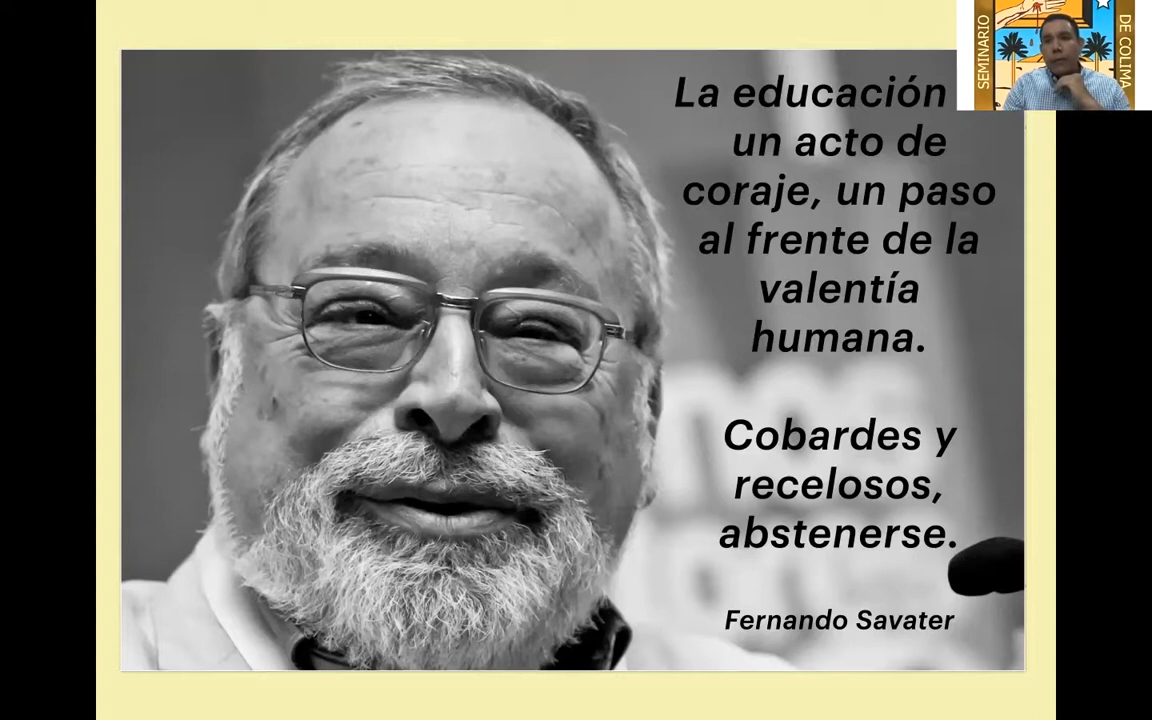 La educación
un acto de
coraje, un paso
al frente de la
valentía
humana.
Cobardes y
recelosos,
abstenerse.
Fernando Savater
SEMINARIO
DE COLIMA